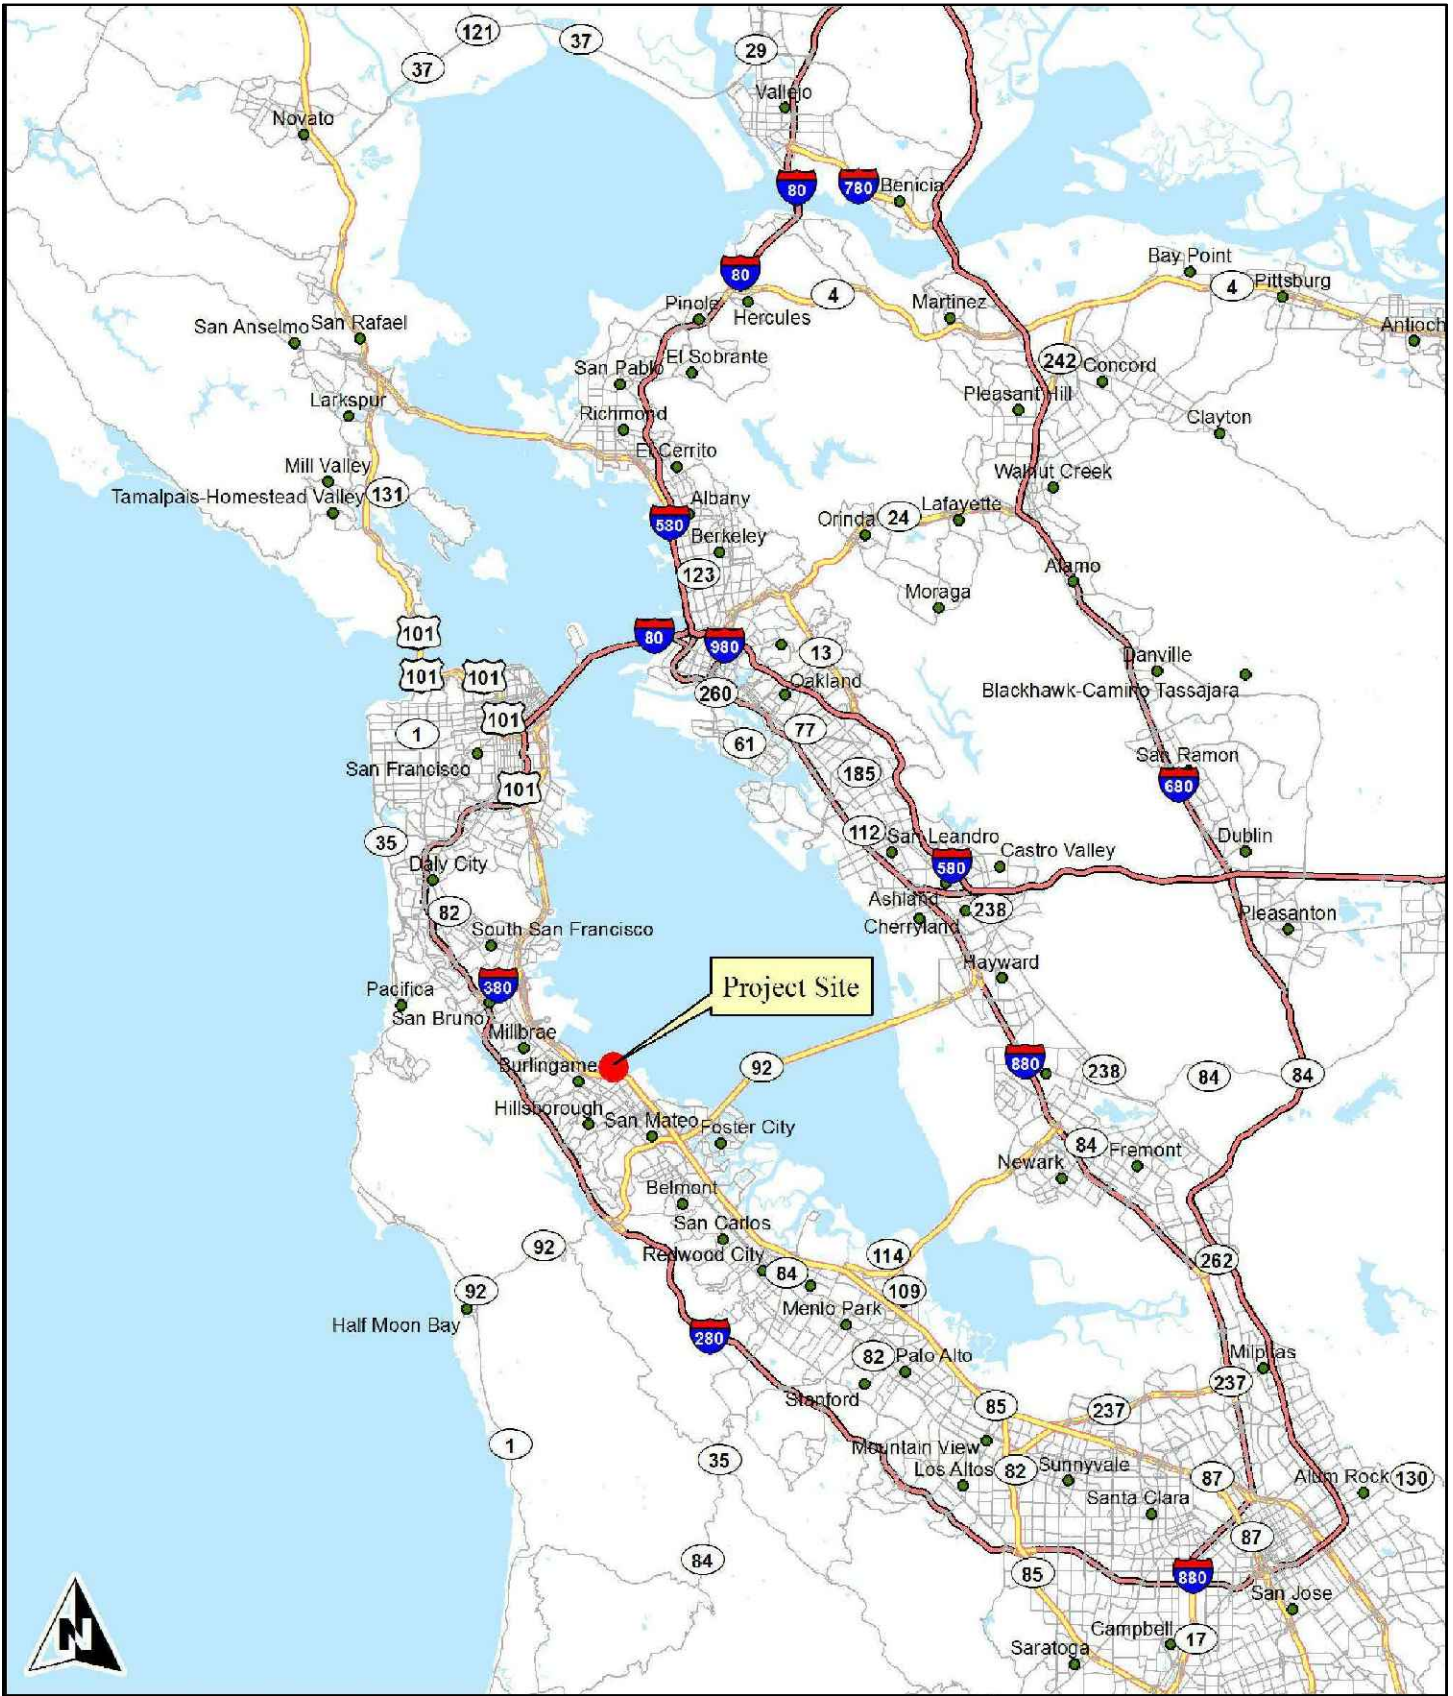 121
37
37
29
Vallejo
Novato
80
780
Benicia
80
Bay Point
4
Pittsburg
4
Pinole
Hercules
Martinez
San Anselmo
San Rafael
Antioch
El Sobrante
242
Concord
San Pablo
Pleasant Hill
Larkspur
Richmond
Clayton
El Cerrito
Mill Valley
Walnut Creek
Tamalpais-Homestead Valley
131
Albany
Lafayette
580
Orinda
24
Berkeley
123
Alamo
Moraga
101
80
980
13
Danville
101
101
Oakland
Blackhawk-Camino Tassajara
260
101
1
77
61
San Francisco
185
San Ramon
101
680
35
112
San Leandro
Dublin
Castro Valley
Daly City
580
Ashland
82
238
Pleasanton
South San Francisco
Cherryland
Hayward
Project Site
380
Pacifica
San Bruno
Millbrae
880
Burlingame
92
238
84
84
Hillsborough
San Mateo
Foster City
84
Fremont
Newark
Belmont
San Carlos
92
Redwood City
114
262
84
92
109
Menlo Park
Half Moon Bay
280
82
Palo Alto
Milpitas
237
Stanford
85
237
1
Mountain View
35
Los Altos
82
Sunnyvale
87
Alum Rock
130
Santa Clara
87
84
85
880
San Jose
Campbell
17
Saratoga
N